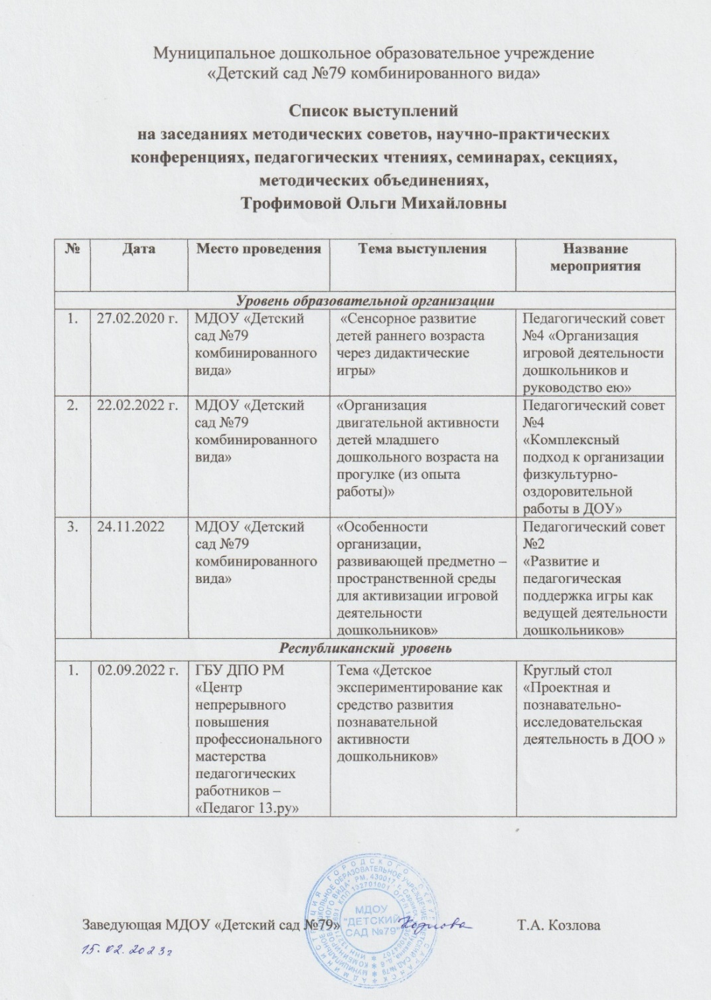 Муниципальное дошкольное образовательное учреждение
«Детский сад №79 комбинированного вида»
Список выступлений
на заседаниях методических советов, научно-практических
конференциях, педагогических чтениях, семинарах, секциях,
методических объединениях,
Трофимовой Ольги Михайловны
№
Дата
Место проведения
Тема выступления
Название
мероприятия
Уровень образовательной организации
1.
27.02.2020 г.
МДОУ «Детский
сад №79
комбинированного
вида»
«Сенсорное развитие
детей раннего возраста
через дидактические
игры»
Педагогический совет
№4 «Организация
игровой деятельности
дошкольников и
руководство ею»
2.
22.02.2022 г.
МДОУ «Детский
сад №79
комбинированного
вида»
«Организация
двигательной активности
детей младшего
дошкольного возраста на
прогулке (из опыта
работы)»
Педагогический совет
№4
«Комплексный
подход к организации
физкультурно-
оздоровительной
работы в ДОУ»
3.
24.11.2022
МДОУ «Детский
сад №79
комбинированного
вида»
«Особенности
организации,
развивающей предметно –
пространственной среды
для активизации игровой
деятельности
дошкольников»
Педагогический совет
№2
«Развитие и
педагогическая
поддержка игры как
ведущей деятельности
дошкольников»
Республиканский уровень
1.
02.09.2022 г.
ГБУ ДПО РМ
«Центр
непрерывного
повышения
профессионального
мастерства
педагогических
работников –
«Педагог 13.ру»
Тема «Детское
экспериментирование как
средство развития
познавательной
активности
дошкольников»
Круглый стол
«Проектная и
познавательно-
исследовательская
деятельность в ДОО »
Заведующая МДОУ «Детский сад №79»
Т.А. Козлова
15.02.2023г
МДОУ
"ДЕТСКИЙ
САД №79"